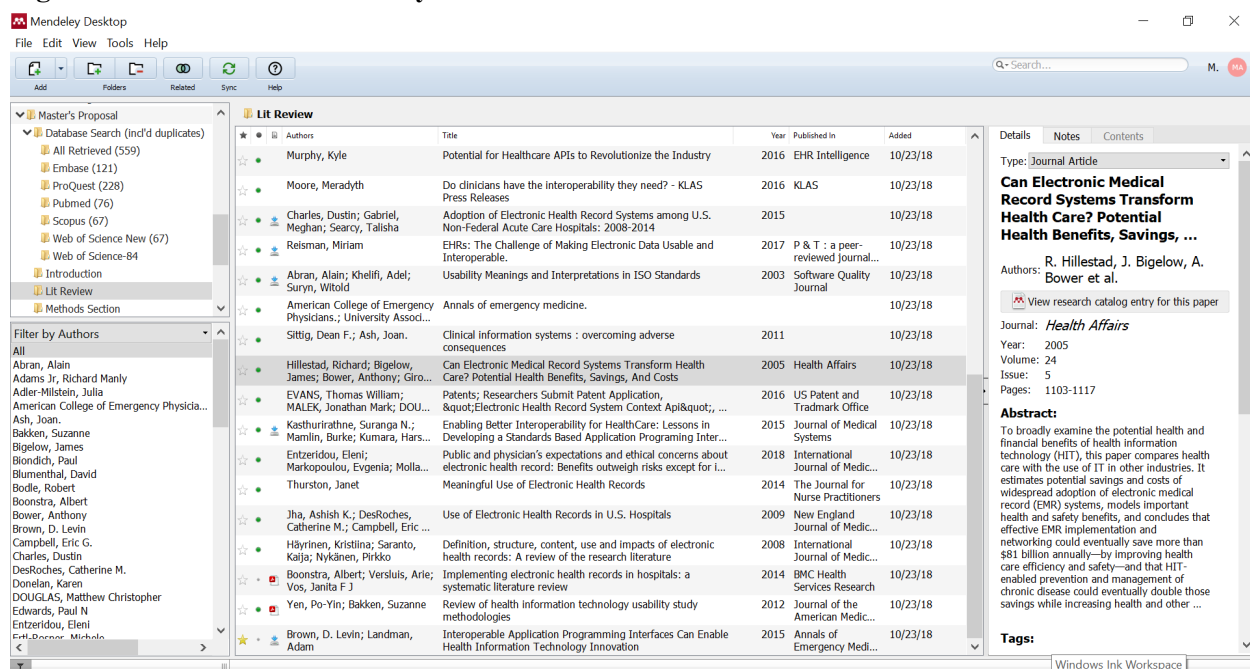 Mendeley Desktop
File Edit View Tools Help
Search...
M. MA
Add Folders Related Sync Help
Master's Proposal
Database Search (incl'd duplicates)
All Retrieved (559)
Embase (121)
ProQuest (228)
Pubmed (76)
Scopus (67)
Web of Science New (67)
Web of Science-84
Introduction
Lit Review
Methods Section
Filter by Authors
All
Abran, Alain
Adams Jr, Richard Manly
Adler-Milstein, Julia
American College of Emergency Physicia...
Ash, Joan.
Bakken, Suzanne
Bigelow, James
Biondich, Paul
Blumenthal, David
Bodle, Robert
Boonstra, Albert
Bower, Anthony
Brown, D. Levin
Campbell, Eric G.
Charles, Dustin
DesRoches, Catherine M.
Donelan, Karen
DOUGLAS, Matthew Christopher
Edwards, Paul N
Entzeridou, Eleni
Lit Review
Authors Title Year Published In Added
Murphy, Kyle Potential for Healthcare APIs to Revolutionize the Industry 2016 EHR Intelligence 10/23/18
Moore, Meradyth Do clinicians have the interoperability they need? - KLAS 2016 KLAS 10/23/18
Press Releases
Charles, Dustin; Gabriel, Adoption of Electronic Health Record Systems among U.S. 2015 10/23/18
Meghan; Searcy, Talisha Non-Federal Acute Care Hospitals: 2008-2014
Reisman, Miriam EHRs: The Challenge of Making Electronic Data Usable and 2017 P & T : a peer- 10/23/18
Interoperable. reviewed journal...
Abran, Alain; Khelifi, Adel; Usability Meanings and Interpretations in ISO Standards 2003 Software Quality 10/23/18
Suryn, Witold Journal
American College of Emergency Annals of emergency medicine. 10/23/18
Physicians.; University Associ...
Sittig, Dean F.; Ash, Joan. Clinical information systems : overcoming adverse 2011 10/23/18
consequences
Hillestad, Richard; Bigelow, Can Electronic Medical Record Systems Transform Health 2005 Health Affairs 10/23/18
James; Bower, Anthony; Giro... Care? Potential Health Benefits, Savings, And Costs
EVANS, Thomas William; Patents; Researchers Submit Patent Application, 2016 US Patent and 10/23/18
MALEK, Jonathan Mark; DOU... &quot;Electronic Health Record System Context Api&quot;, ... Tradmark Office
Kasthurirathne, Suranga N.; Enabling Better Interoperability for HealthCare: Lessons in 2015 Journal of Medical 10/23/18
Mamlin, Burke; Kumara, Hars... Developing a Standards Based Application Programing Inter... Systems
Entzeridou, Eleni; Public and physician's expectations and ethical concerns about 2018 International 10/23/18
Markopoulou, Evgenia; Molla... electronic health record: Benefits outweigh risks except for i... Journal of Medic...
Thurston, Janet Meaningful Use of Electronic Health Records 2014 The Journal for 10/23/18
Nurse Practitioners
Jha, Ashish K.; DesRoches, Use of Electronic Health Records in U.S. Hospitals 2009 New England 10/23/18
Catherine M.; Campbell, Eric ... Journal of Medic...
Häyrinen, Kristiina; Saranto, Definition, structure, content, use and impacts of electronic 2008 International 10/23/18
Kaija; Nykänen, Pirkko health records: A review of the research literature Journal of Medic...
Boonstra, Albert; Versluis, Arie; Implementing electronic health records in hospitals: a 2014 BMC Health 10/23/18
Vos, Janita F J systematic literature review Services Research
Yen, Po-Yin; Bakken, Suzanne Review of health information technology usability study 2012 Journal of the 10/23/18
methodologies American Medic...
Brown, D. Levin; Landman, Interoperable Application Programming Interfaces Can Enable 2015 Annals of 10/23/18
Adam Health Information Technology Innovation Emergency Medi...
Details Notes Contents
Type: Journal Article
Can Electronic Medical
Record Systems Transform
Health Care? Potential
Health Benefits, Savings, ...
Authors: R. Hillestad, J. Bigelow, A.
Bower et al.
View research catalog entry for this paper
Journal: Health Affairs
Year: 2005
Volume: 24
Issue: 5
Pages: 1103-1117
Abstract:
To broadly examine the potential health and
financial benefits of health information
technology (HIT), this paper compares health
care with the use of IT in other industries. It
estimates potential savings and costs of
widespread adoption of electronic medical
record (EMR) systems, models important
health and safety benefits, and concludes that
effective EMR implementation and
networking could eventually save more than
$81 billion annually—by improving health
care efficiency and safety—and that HIT-
enabled prevention and management of
chronic disease could eventually double those
savings while increasing health and other ...
Tags:
Windows Ink Workspace